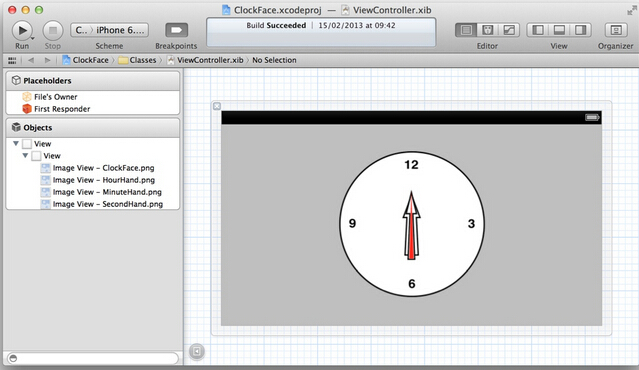 ClockFace.xcodeproj — ViewController.xib
Run
Stop
C... iPhone 6....
Scheme
Breakpoints
Build Succeeded | 15/02/2013 at 09:42
Editor
View
Organizer
ClockFace Classes ViewController.xib No Selection
Placeholders
File's Owner
First Responder
Objects
View
View
Image View – ClockFace.png
Image View – HourHand.png
Image View – MinuteHand.png
Image View – SecondHand.png
12
9
3
6